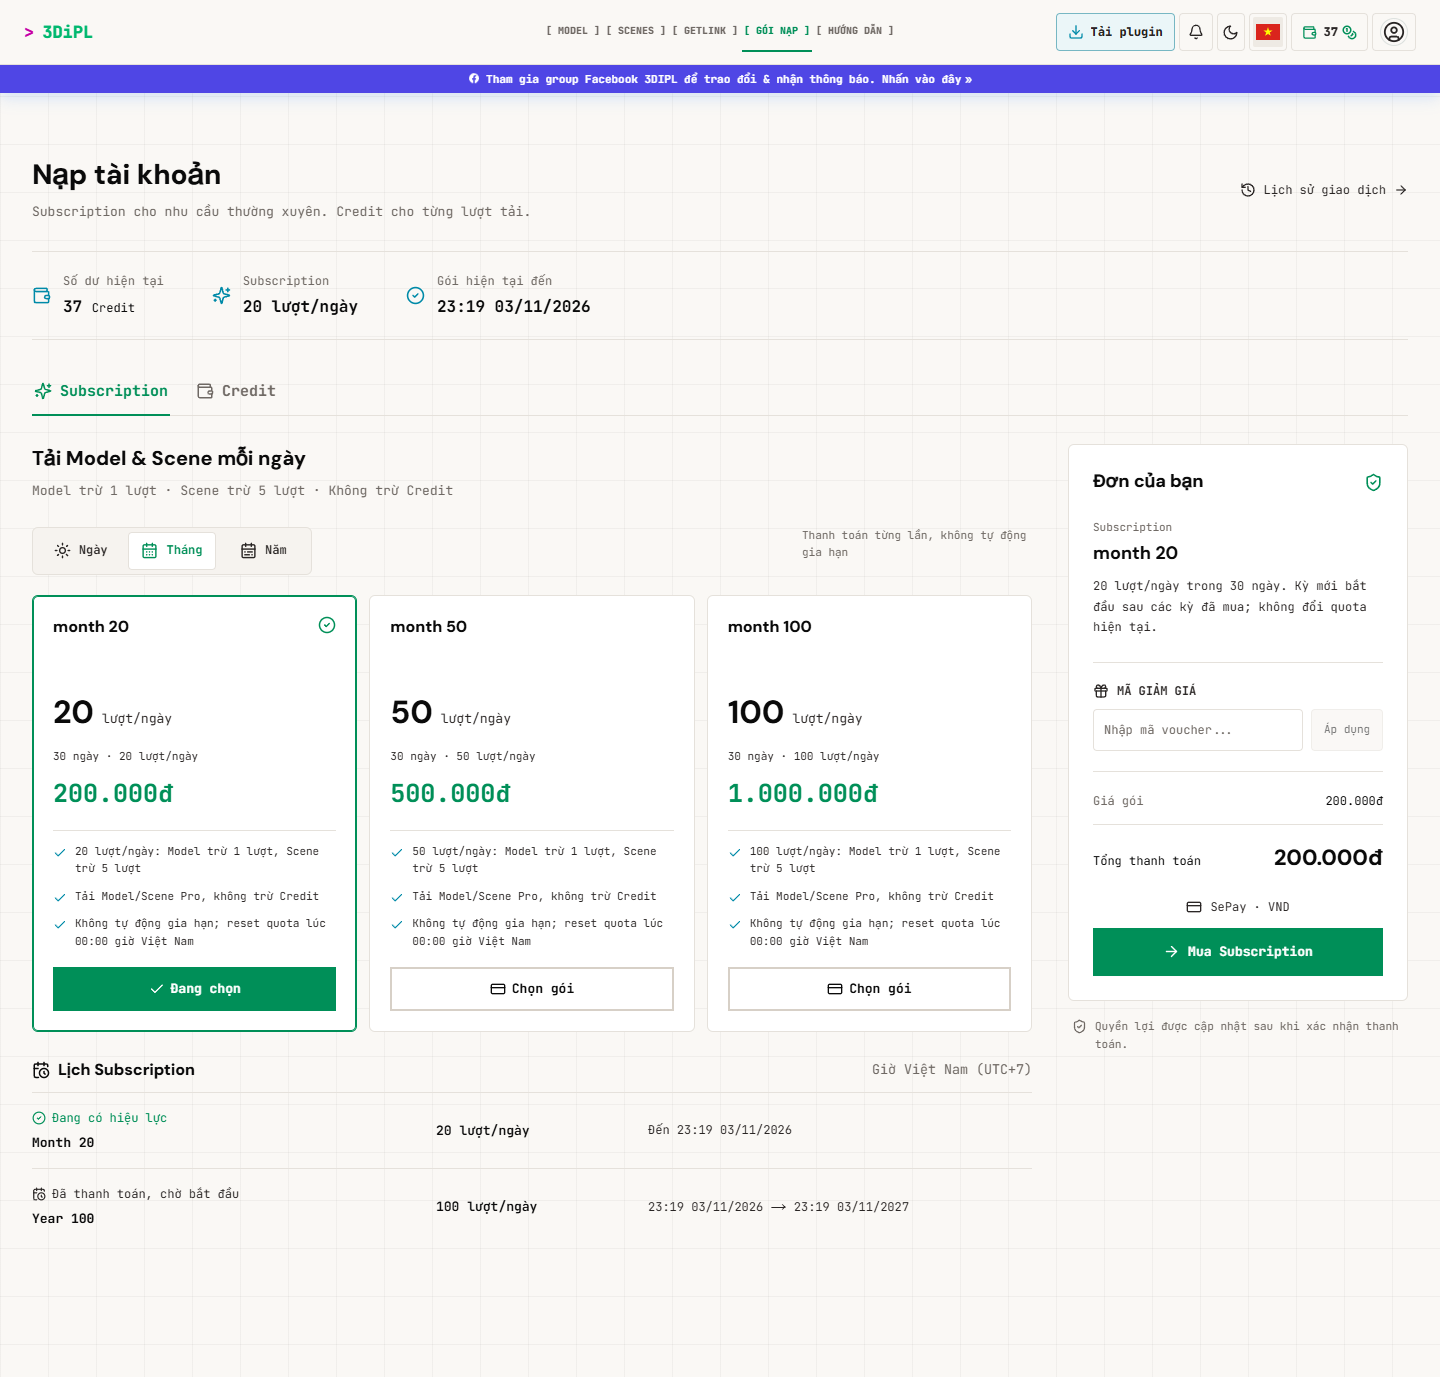 > 3DiPL
[ MODEL ] [ SCENES ] [ GETLINK ] [ GÓI NẠP ] [ HƯỚNG DẪN ]
Tải plugin
37
Tham gia group Facebook 3DIPL để trao đổi & nhận thông báo. Nhấn vào đây »
Nạp tài khoản
Subscription cho nhu cầu thường xuyên. Credit cho từng lượt tải.
Lịch sử giao dịch →
Số dư hiện tại
37 Credit
Subscription
20 lượt/ngày
Gói hiện tại đến
23:19 03/11/2026
Subscription
Credit
Tải Model & Scene mỗi ngày
Model trừ 1 lượt · Scene trừ 5 lượt · Không trừ Credit
Ngày
Tháng
Năm
Thanh toán từng lần, không tự động
gia hạn
month 20
20 lượt/ngày
30 ngày · 20 lượt/ngày
200.000đ
20 lượt/ngày: Model trừ 1 lượt, Scene
trừ 5 lượt
Tải Model/Scene Pro, không trừ Credit
Không tự động gia hạn; reset quota lúc
00:00 giờ Việt Nam
Đang chọn
month 50
50 lượt/ngày
30 ngày · 50 lượt/ngày
500.000đ
50 lượt/ngày: Model trừ 1 lượt, Scene
trừ 5 lượt
Tải Model/Scene Pro, không trừ Credit
Không tự động gia hạn; reset quota lúc
00:00 giờ Việt Nam
Chọn gói
month 100
100 lượt/ngày
30 ngày · 100 lượt/ngày
1.000.000đ
100 lượt/ngày: Model trừ 1 lượt, Scene
trừ 5 lượt
Tải Model/Scene Pro, không trừ Credit
Không tự động gia hạn; reset quota lúc
00:00 giờ Việt Nam
Chọn gói
Đơn của bạn
Subscription
month 20
20 lượt/ngày trong 30 ngày. Kỳ mới bắt
đầu sau các kỳ đã mua; không đổi quota
hiện tại.
MÃ GIẢM GIÁ
Nhập mã voucher...
Áp dụng
Giá gói
200.000đ
Tổng thanh toán
200.000đ
SePay · VND
→ Mua Subscription
Quyền lợi được cập nhật sau khi xác nhận thanh
toán.
Lịch Subscription
Giờ Việt Nam (UTC+7)
Đang có hiệu lực
Month 20
20 lượt/ngày
Đến 23:19 03/11/2026
Đã thanh toán, chờ bắt đầu
Year 100
100 lượt/ngày
23:19 03/11/2026 → 23:19 03/11/2027